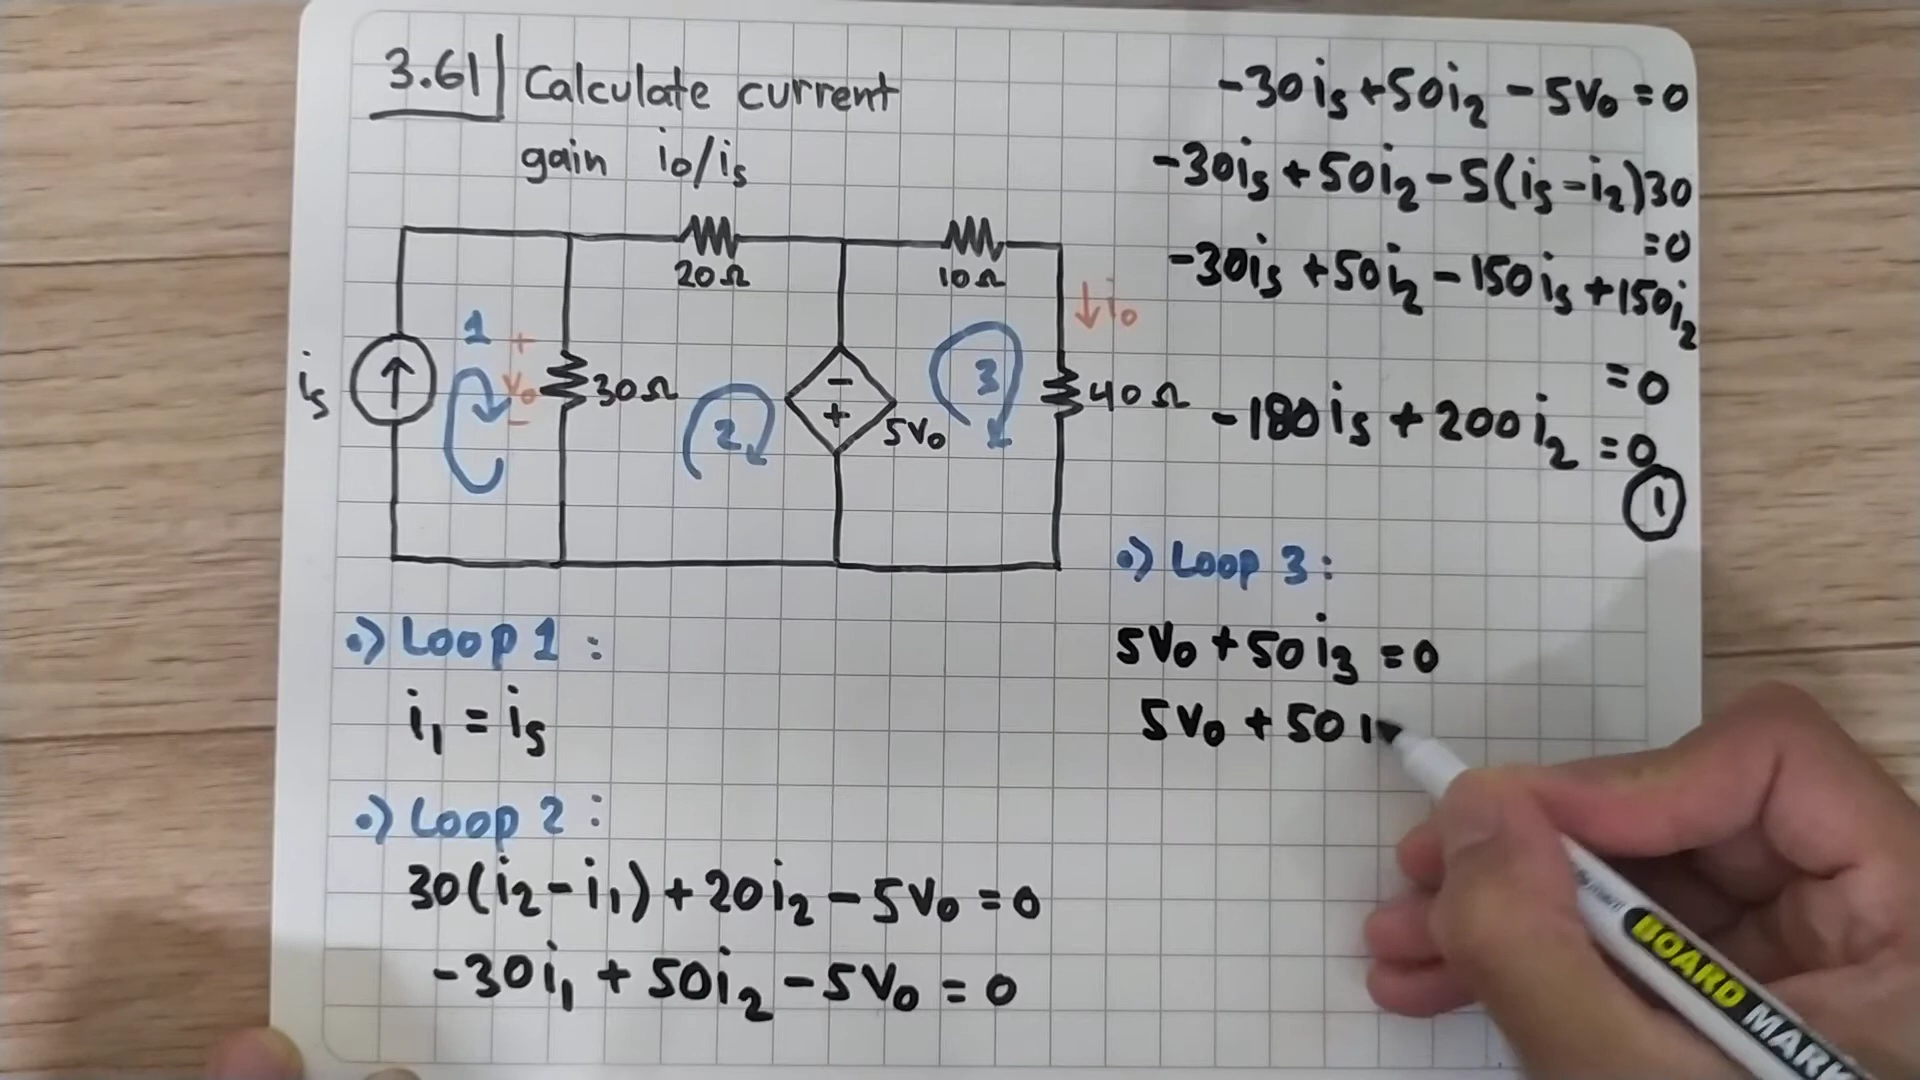 3.61 Calculate current
gain io/is
20Ω
10Ω
is
1
+
vo
-
30Ω
2
-
+
5vo
3
↓io
40Ω
•) Loop 1 :
i1 = is
•) Loop 2 :
30(i2-i1) + 20i2 - 5vo = 0
-30i1 + 50i2 - 5vo = 0
-30is + 50i2 - 5vo = 0
-30is + 50i2 - 5(is-i2)30
=0
-30is + 50i2 - 150is + 150i2
=0
-180is + 200i2 = 0
1
•) Loop 3 :
5vo + 50i3 = 0
5vo + 50 i
BOARD MARK